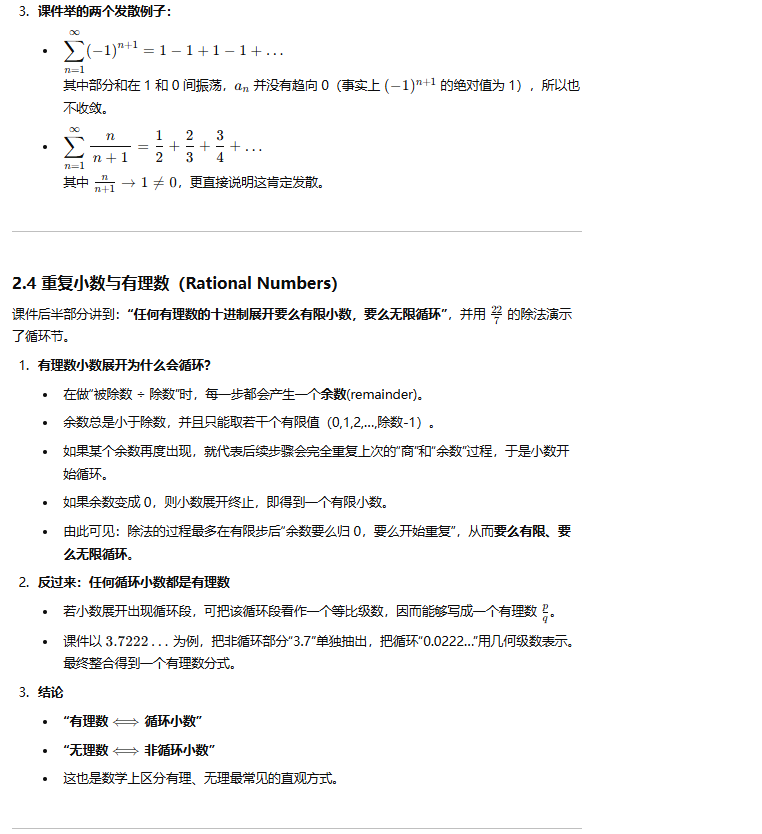 3. 课件举的两个发散例子：
• ∞∑n=1 (−1)^{n+1} = 1 − 1 + 1 − 1 + …
其中部分和在 1 和 0 间振荡，aₙ 并没有趋向 0（事实上 (−1)^{n+1} 的绝对值为 1），所以也
不收敛。
• ∞∑n=1 n/(n+1) = 1/2 + 2/3 + 3/4 + …
其中 n/(n+1) → 1 ≠ 0，更直接说明这肯定发散。
2.4 重复小数与有理数（Rational Numbers）
课件后半部分讲到：“任何有理数的十进制展开要么有限小数，要么无限循环”，并用 22/7 的除法演示
了循环节。
1. 有理数小数展开为什么会循环？
• 在做“被除数 ÷ 除数”时，每一步都会产生一个余数(remainder)。
• 余数总是小于除数，并且只能取若干个有限值（0,1,2,…,除数-1）。
• 如果某个余数再度出现，就代表后续步骤会完全重复上次的“商”和“余数”过程，于是小数开
始循环。
• 如果余数变成 0，则小数展开终止，即得到一个有限小数。
• 由此可见：除法的过程最多在有限步后“余数要么归 0，要么开始重复”，从而要么有限、要
么无限循环。
2. 反过来：任何循环小数都是有理数
• 若小数展开出现循环段，可把该循环段看作一个等比级数，因而能够写成一个有理数 p/q。
• 课件以 3.7222… 为例，把非循环部分“3.7”单独抽出，把循环“0.0222…”用几何级数表示。
最终整合得到一个有理数分式。
3. 结论
• “有理数 ⟺ 循环小数”
• “无理数 ⟺ 非循环小数”
• 这也是数学上区分有理、无理最常见的直观方式。